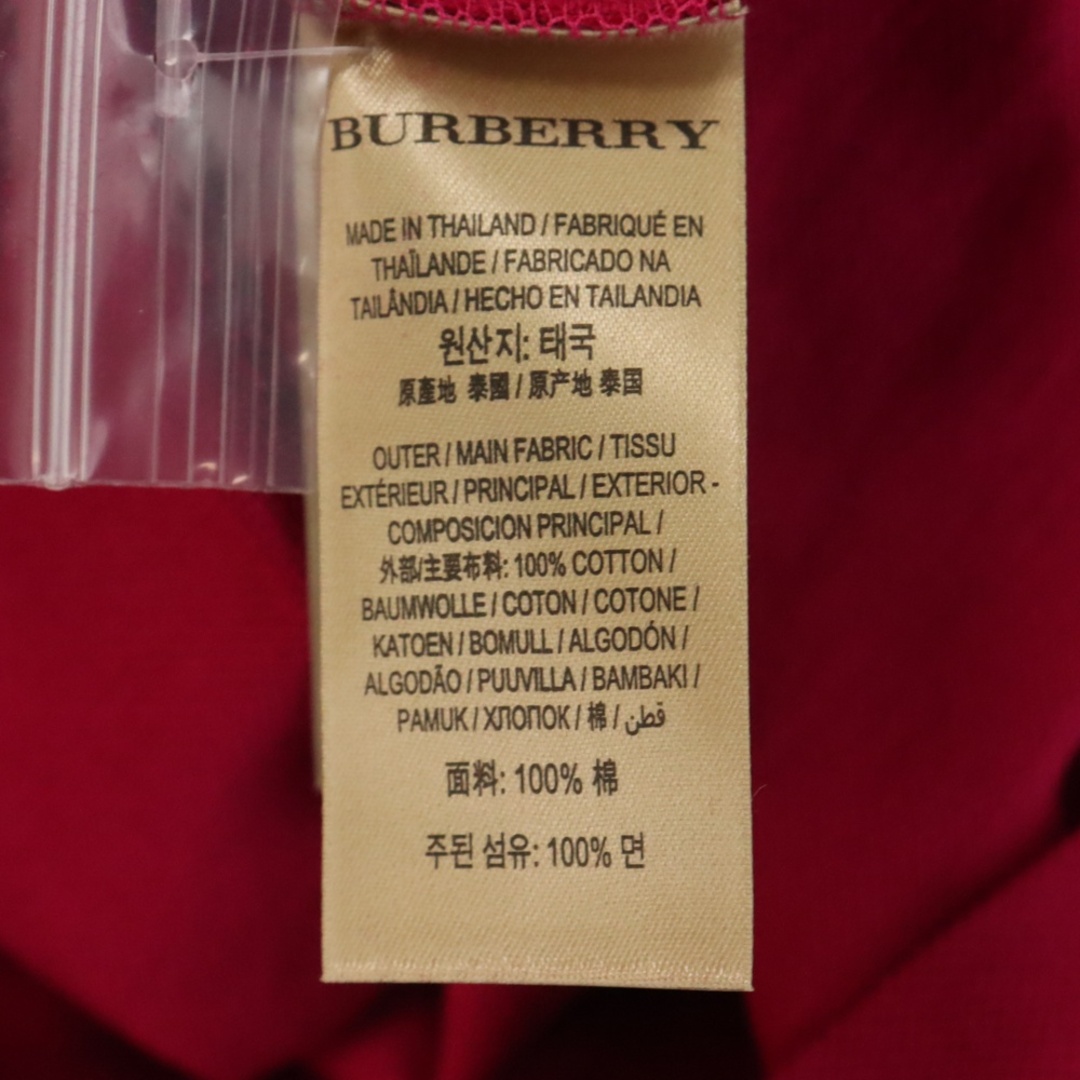 BURBERRY
MADE IN THAILAND / FABRIQUÉ EN
THAÏLANDE / FABRICADO NA
TAILÂNDIA / HECHO EN TAILANDIA
원산지: 태국
原產地 泰國 / 原产地 泰国
OUTER / MAIN FABRIC / TISSU
EXTÉRIEUR / PRINCIPAL / EXTERIOR -
COMPOSICION PRINCIPAL /
外部/主要布料: 100% COTTON /
BAUMWOLLE / COTON / COTONE /
KATOEN / BOMULL / ALGODÓN /
ALGODÃO / PUUVILLA / BAMBAKI /
PAMUK / ХЛОПОК / 棉 / قطن
面料: 100% 棉
주된 섬유: 100% 면